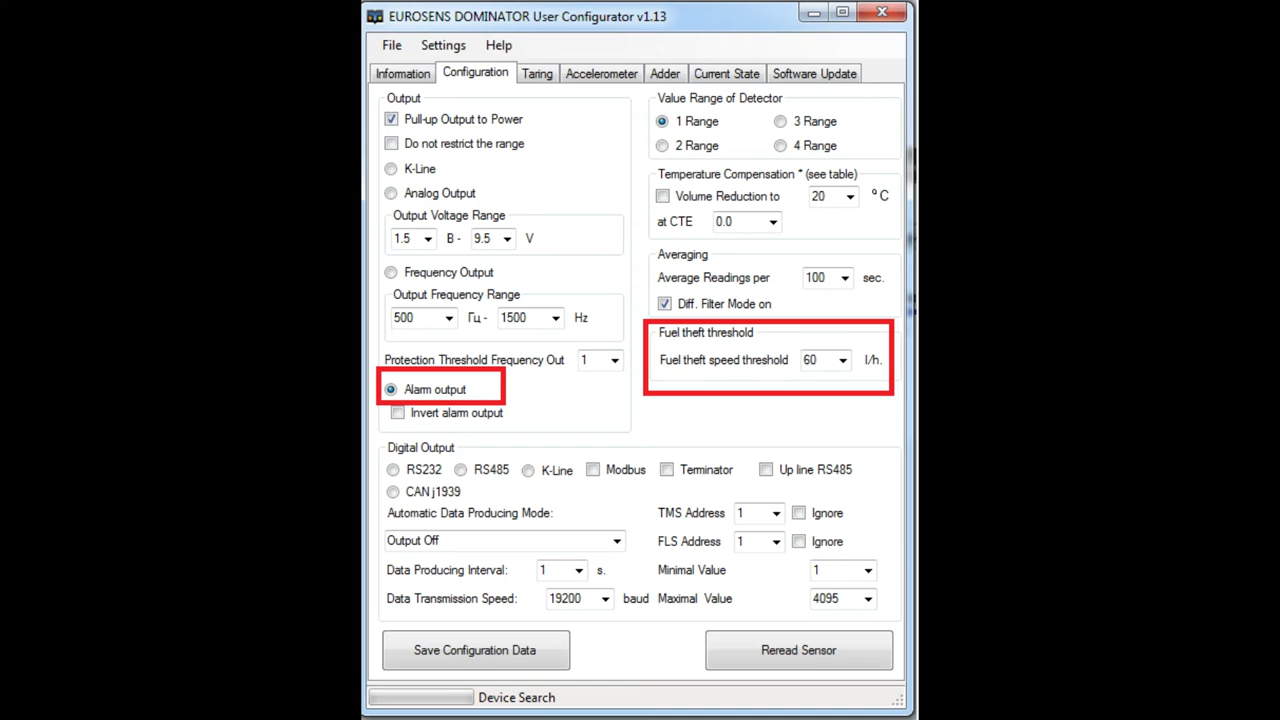 EUROSENS DOMINATOR User Configurator v1.13
File Settings Help
Information Configuration Taring Accelerometer Adder Current State Software Update
Output
Pull-up Output to Power
Do not restrict the range
K-Line
Analog Output
Output Voltage Range
1.5 В - 9.5 V
Frequency Output
Output Frequency Range
500 Гц - 1500 Hz
Protection Threshold Frequency Out 1
Alarm output
Invert alarm output
Value Range of Detector
1 Range 3 Range
2 Range 4 Range
Temperature Compensation * (see table)
Volume Reduction to 20 ° C
at CTE 0.0
Averaging
Average Readings per 100 sec.
Diff. Filter Mode on
Fuel theft threshold
Fuel theft speed threshold 60 l/h.
Digital Output
RS232 RS485 K-Line Modbus Terminator Up line RS485
CAN j1939
Automatic Data Producing Mode: TMS Address 1 Ignore
Output Off FLS Address 1 Ignore
Data Producing Interval: 1 s. Minimal Value 1
Data Transmission Speed: 19200 baud Maximal Value 4095
Save Configuration Data Reread Sensor
Device Search